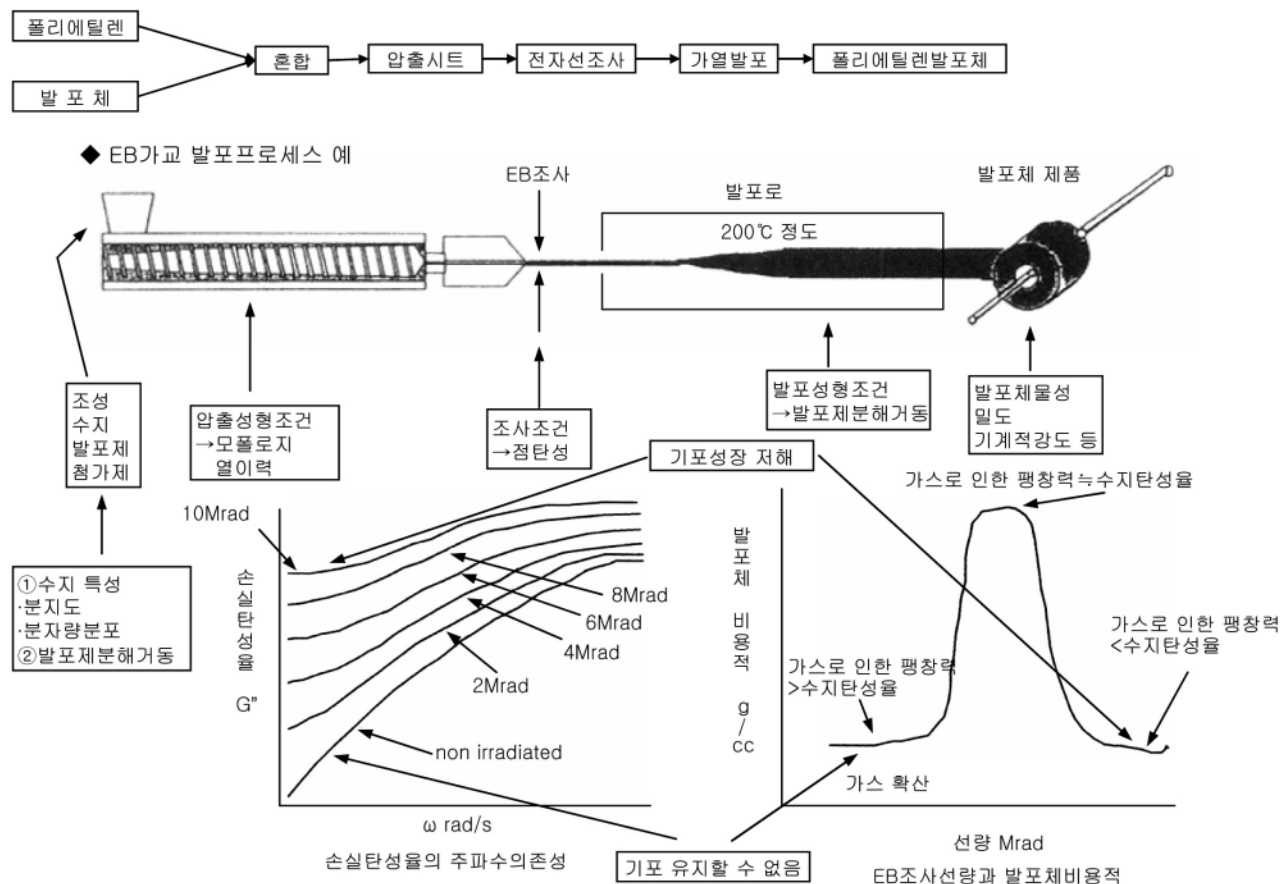 폴리에틸렌
발 포 체
혼합
압출시트
전자선조사
가열발포
폴리에틸렌발포체
◆ EB가교 발포프로세스 예
EB조사
발포로
200℃ 정도
발포체 제품
조성
수지
발포제
첨가제
압출성형조건
→모폴로지
열이력
조사조건
→점탄성
발포성형조건
→발포제분해거동
발포체물성
밀도
기계적강도 등
①수지 특성
·분지도
·분자량분포
②발포제분해거동
기포성장 저해
10Mrad
8Mrad
6Mrad
4Mrad
2Mrad
non irradiated
손실탄성율 G”
ω rad/s
손실탄성율의 주파수의존성
기포 유지할 수 없음
발포체 비용적 g/cc
가스로 인한 팽창력≒수지탄성율
가스로 인한 팽창력
>수지탄성율
가스로 인한 팽창력
<수지탄성율
가스 확산
선량 Mrad
EB조사선량과 발포체비용적